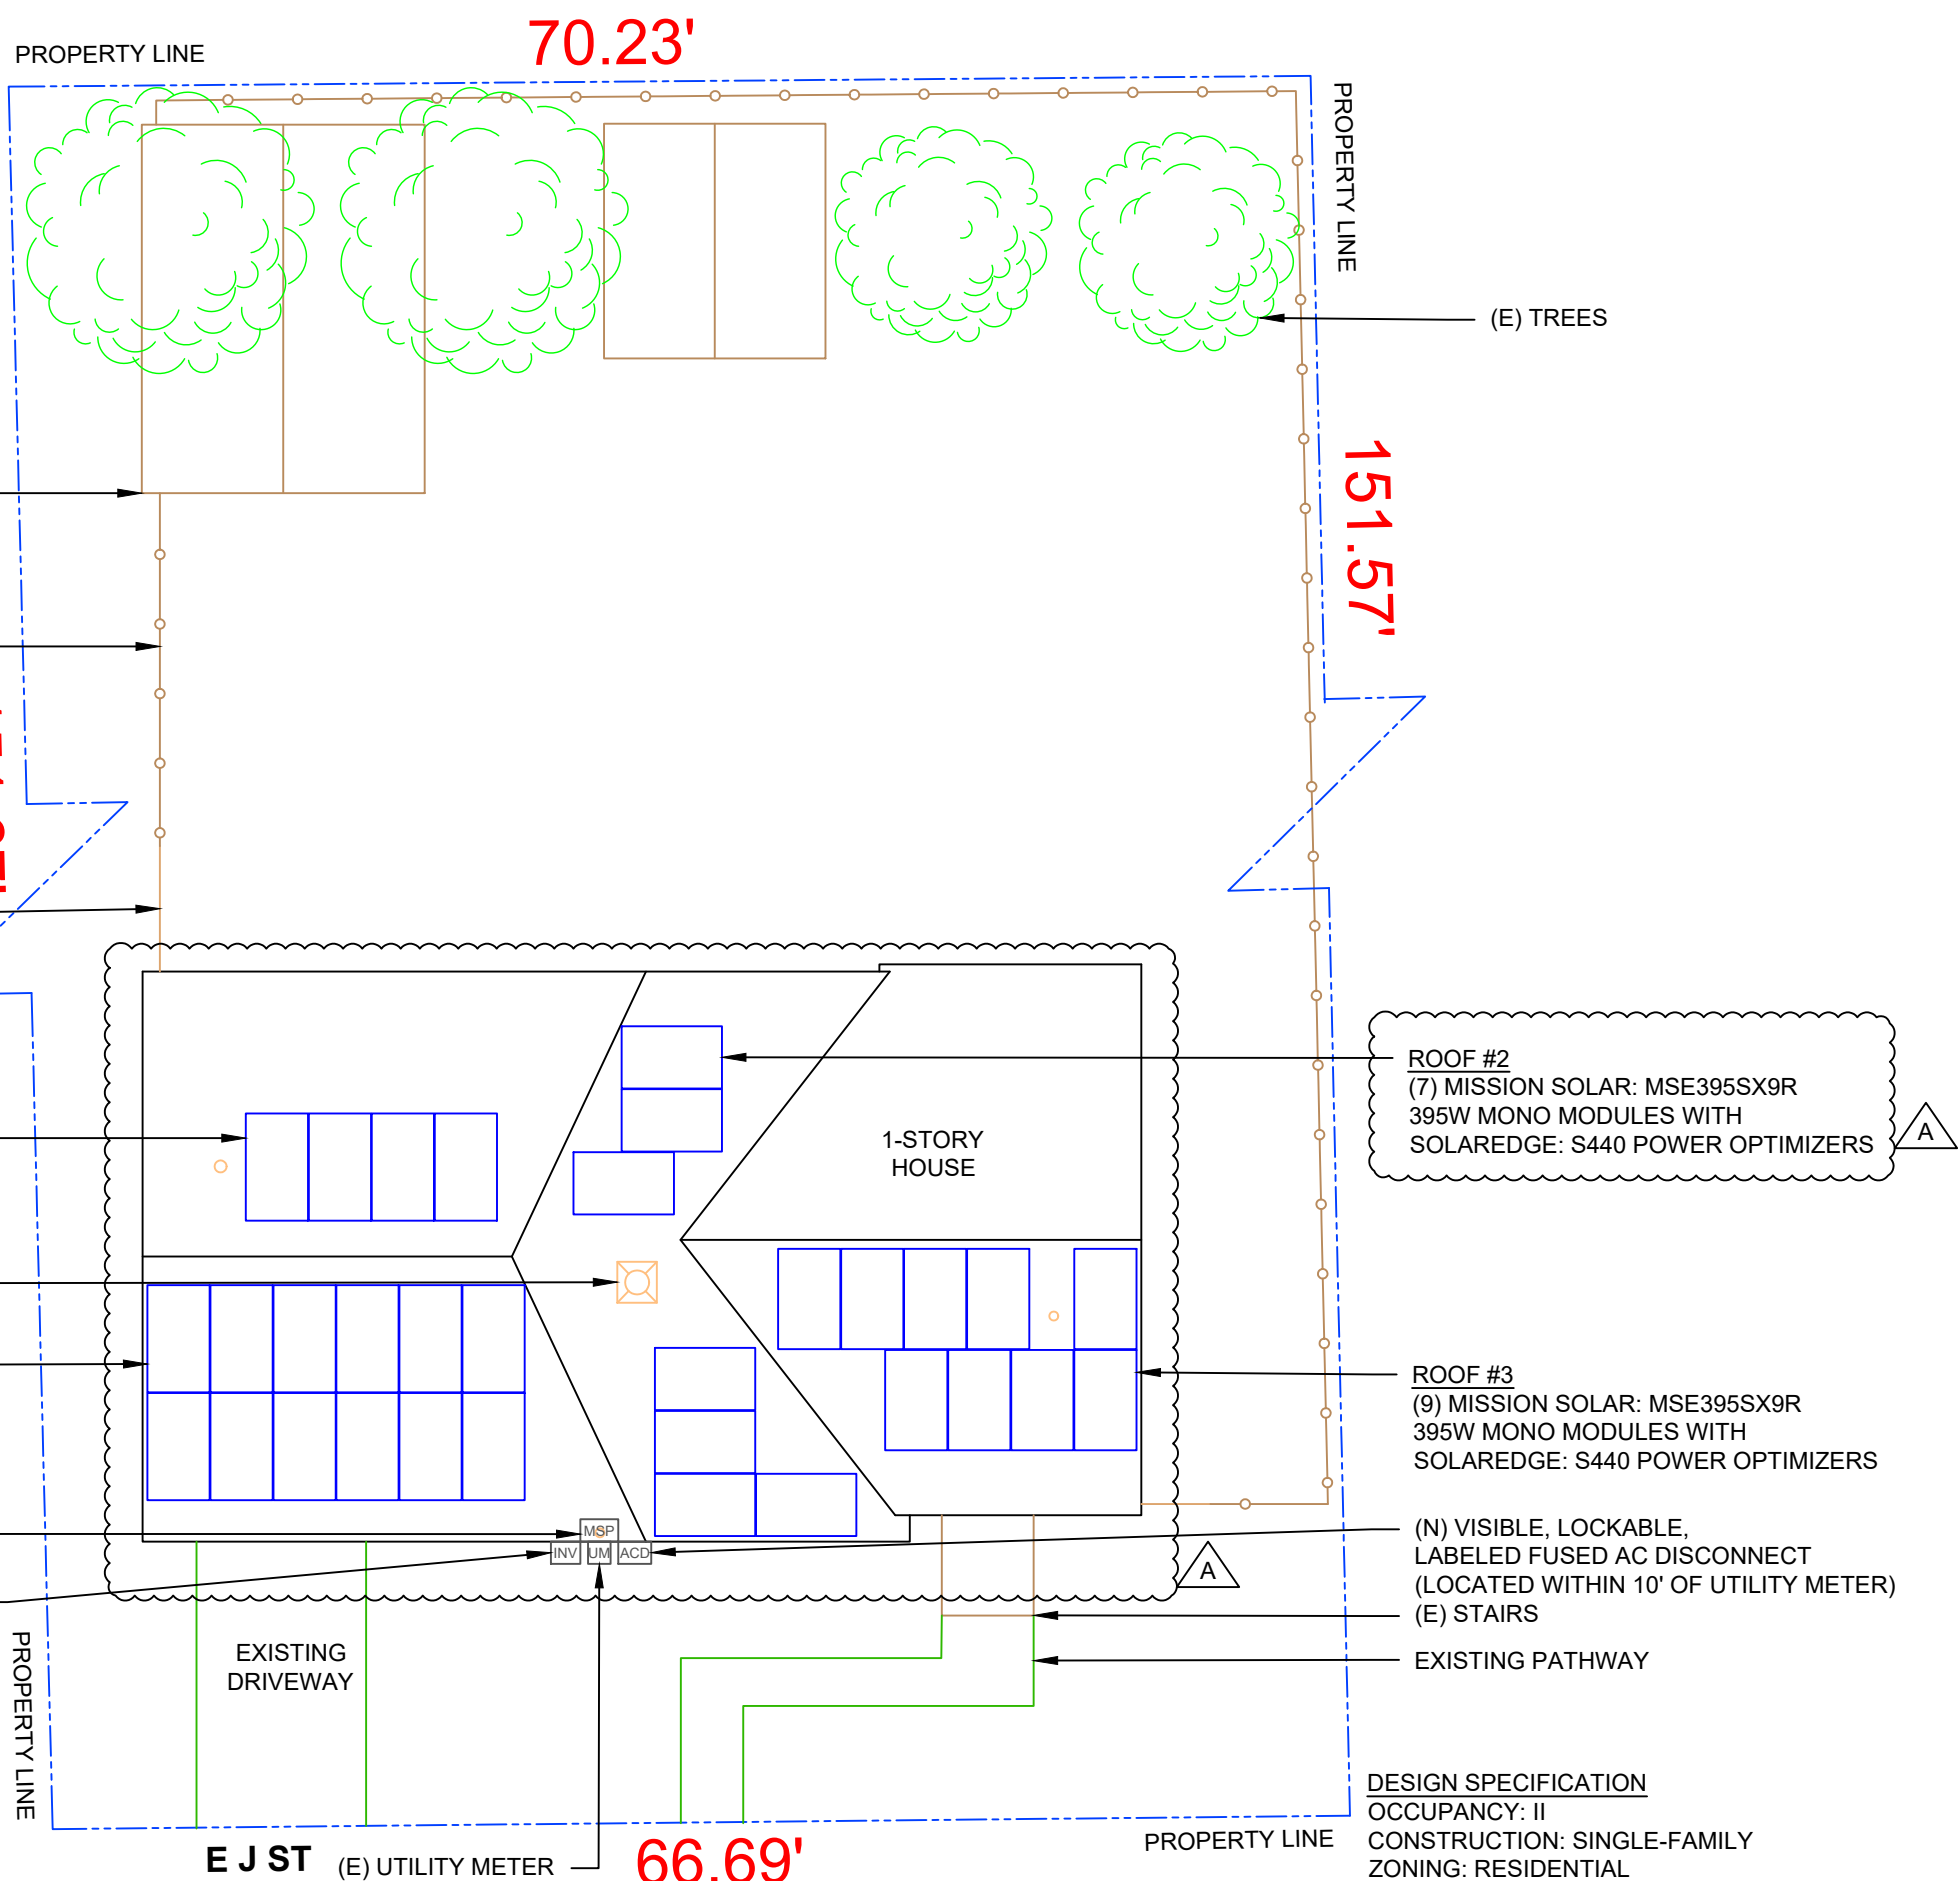 70.23'
PROPERTY LINE
PROPERTY LINE
(E) TREES
151.57'
ROOF #2
(7) MISSION SOLAR: MSE395SX9R
395W MONO MODULES WITH
SOLAREDGE: S440 POWER OPTIMIZERS
A
1-STORY
HOUSE
ROOF #3
(9) MISSION SOLAR: MSE395SX9R
395W MONO MODULES WITH
SOLAREDGE: S440 POWER OPTIMIZERS
MSP
INV
UM
ACD
(N) VISIBLE, LOCKABLE,
LABELED FUSED AC DISCONNECT
(LOCATED WITHIN 10' OF UTILITY METER)
A
(E) STAIRS
EXISTING PATHWAY
PROPERTY LINE
EXISTING
DRIVEWAY
DESIGN SPECIFICATION
OCCUPANCY: II
CONSTRUCTION: SINGLE-FAMILY
ZONING: RESIDENTIAL
PROPERTY LINE
E J ST
(E) UTILITY METER
66.69'